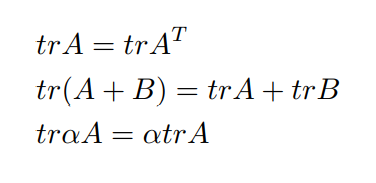 trA = trA^T
tr(A + B) = trA + trB
trαA = αtrA